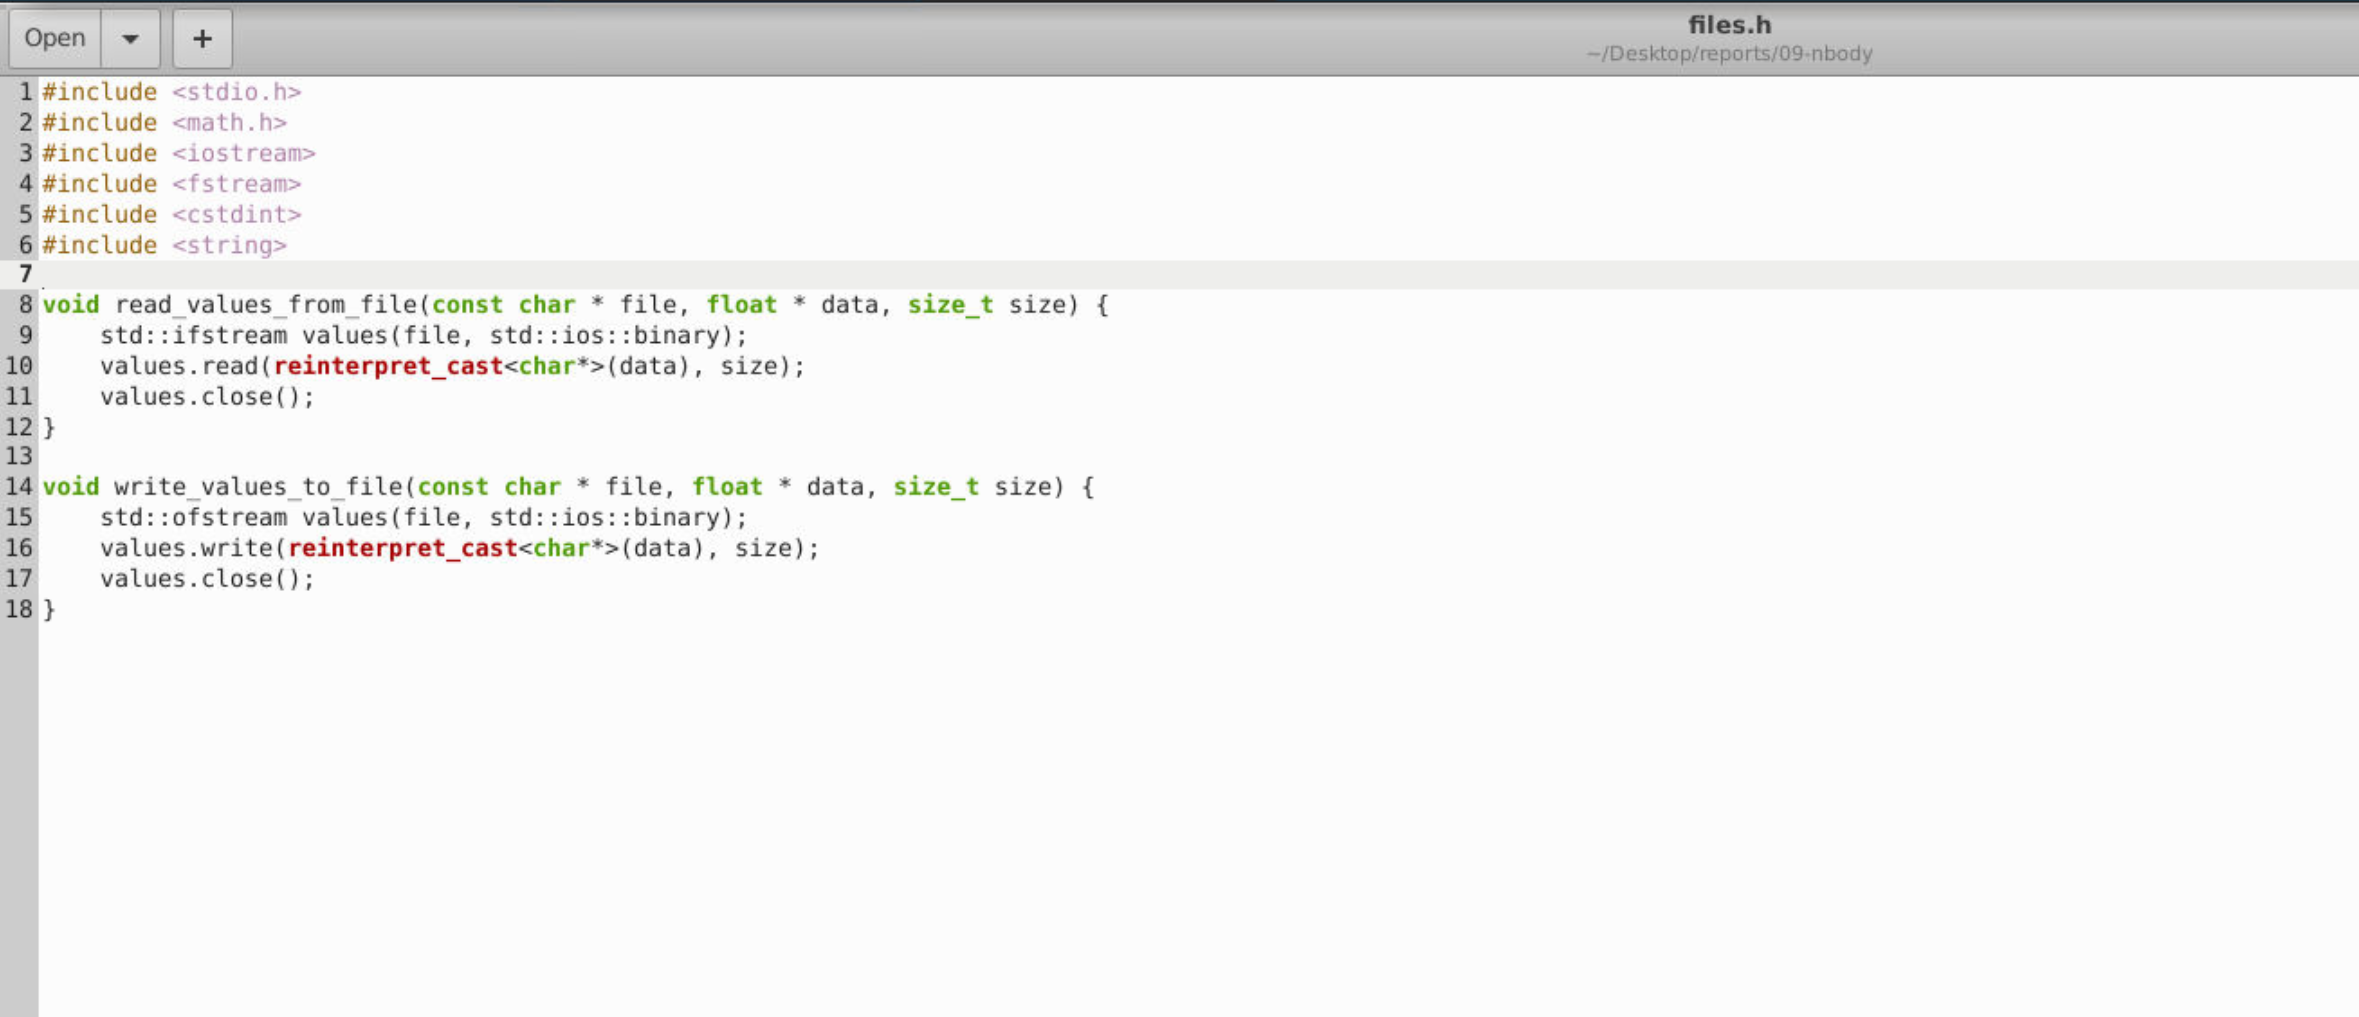 Open
+
files.h
~/Desktop/reports/09-nbody
1 #include <stdio.h>
2 #include <math.h>
3 #include <iostream>
4 #include <fstream>
5 #include <cstdint>
6 #include <string>
7
8 void read_values_from_file(const char * file, float * data, size_t size) {
9     std::ifstream values(file, std::ios::binary);
10     values.read(reinterpret_cast<char*>(data), size);
11     values.close();
12 }
13
14 void write_values_to_file(const char * file, float * data, size_t size) {
15     std::ofstream values(file, std::ios::binary);
16     values.write(reinterpret_cast<char*>(data), size);
17     values.close();
18 }